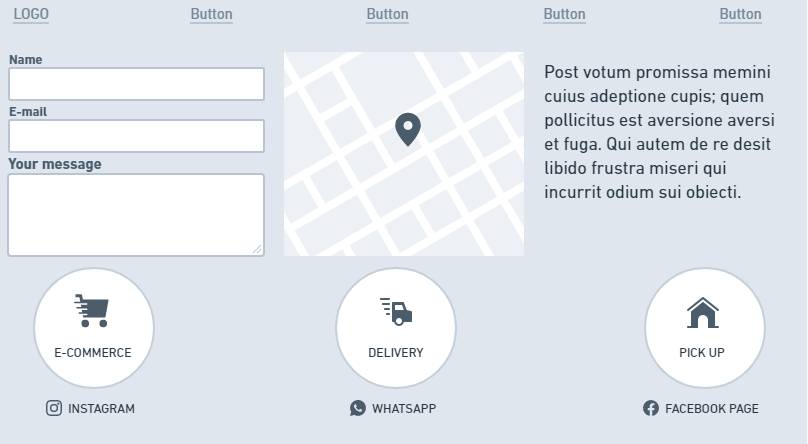 LOGO
Button
Button
Button
Button
Name
E-mail
Your message
Post votum promissa memini
cuius adeptione cupis; quem
pollicitus est aversione aversi
et fuga. Qui autem de re desit
libido frustra miseri qui
incurrit odium sui obiecti.
E-COMMERCE
DELIVERY
PICK UP
INSTAGRAM
WHATSAPP
FACEBOOK PAGE